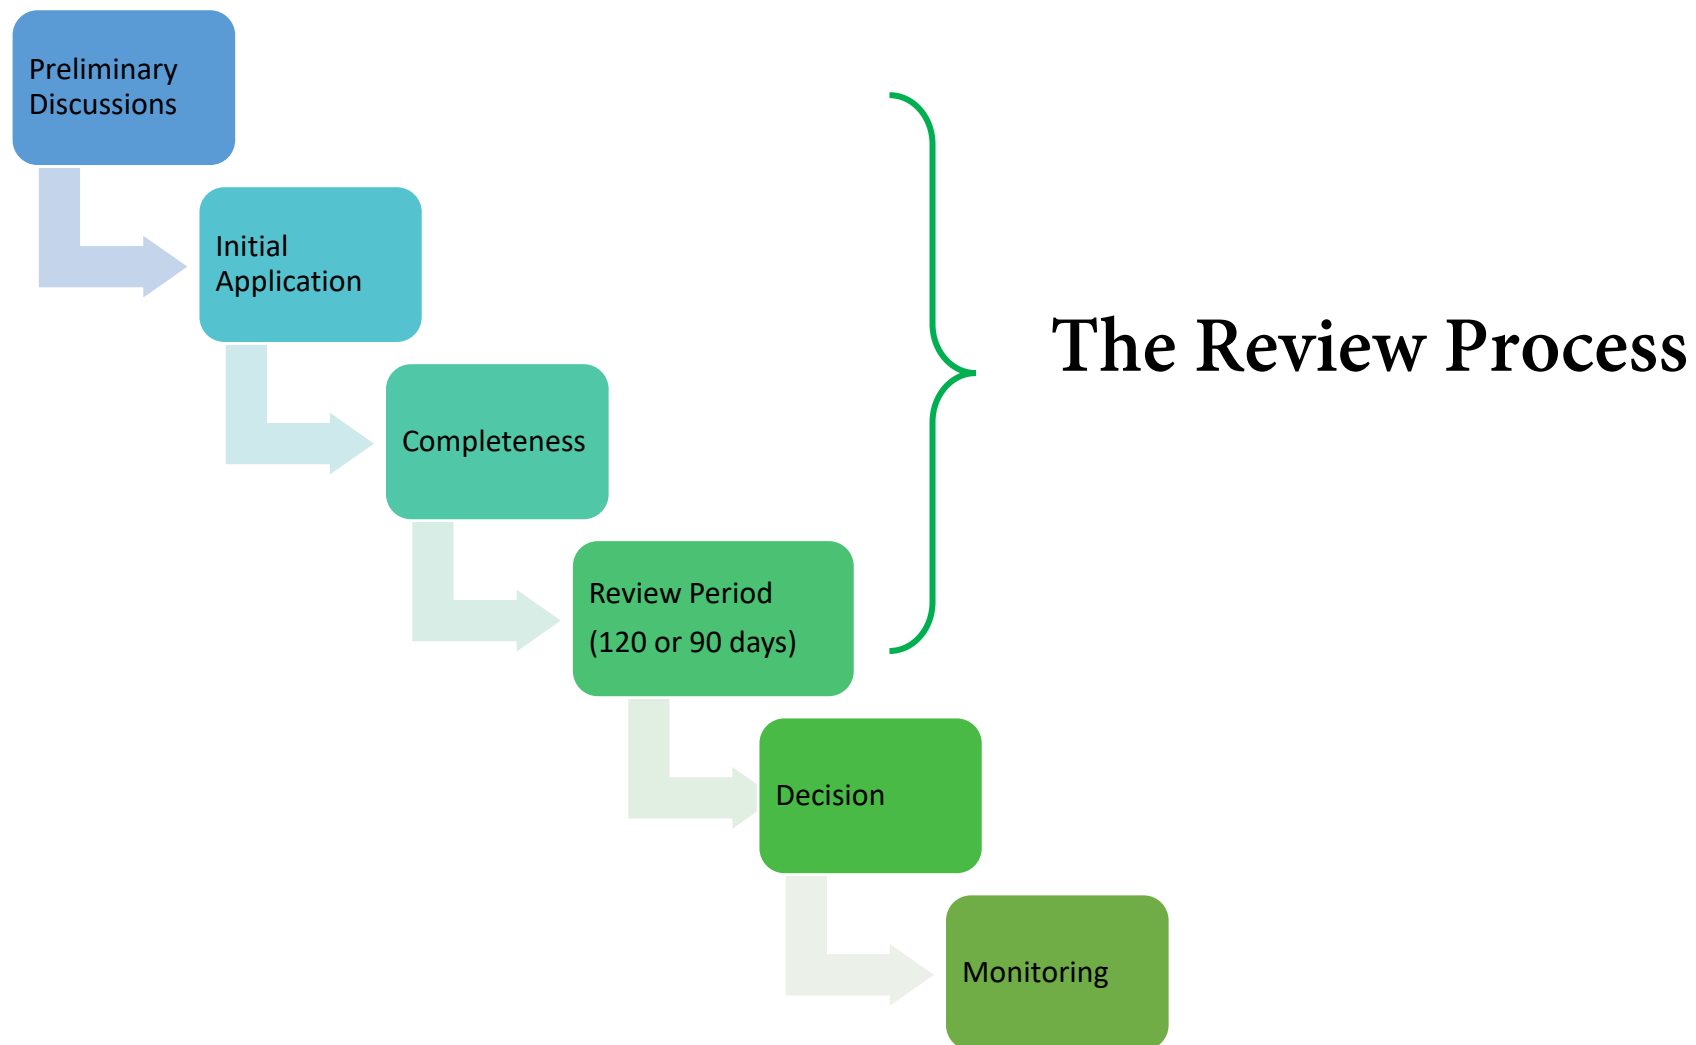 Preliminary
Discussions
Initial
Application
Completeness
Review Period
(120 or 90 days)
Decision
Monitoring
The Review Process